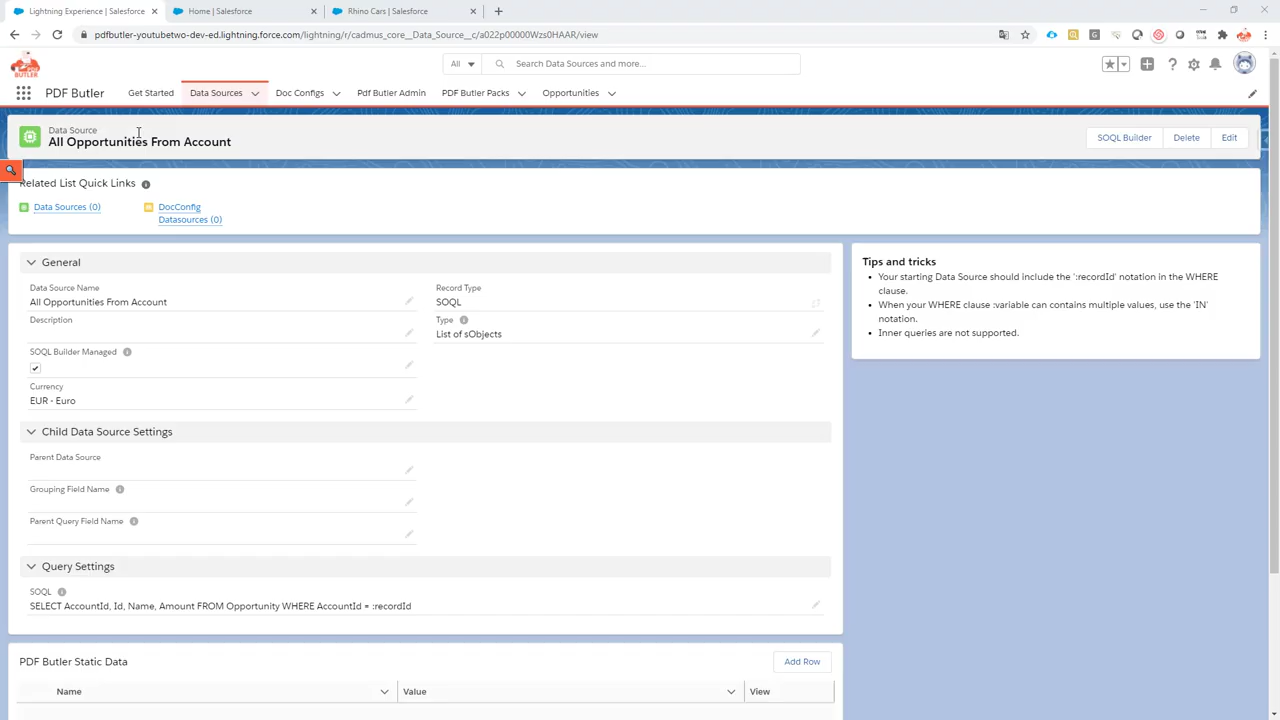 Lightning Experience | Salesforce
Home | Salesforce
Rhino Cars | Salesforce
pdfbutler-youtubetwo-dev-ed.lightning.force.com/lightning/r/cadmus_core__Data_Source__c/a022p00000Wzs0HAAR/view
BUTLER
All
Search Data Sources and more...
PDF Butler
Get Started
Data Sources
Doc Configs
Pdf Butler Admin
PDF Butler Packs
Opportunities
Data Source
All Opportunities From Account
SOQL Builder
Delete
Edit
Related List Quick Links
Data Sources (0)
DocConfig
Datasources (0)
General
Data Source Name
All Opportunities From Account
Record Type
SOQL
Description
Type
List of sObjects
SOQL Builder Managed
Currency
EUR - Euro
Child Data Source Settings
Parent Data Source
Grouping Field Name
Parent Query Field Name
Query Settings
SOQL
SELECT AccountId, Id, Name, Amount FROM Opportunity WHERE AccountId = :recordId
Tips and tricks
Your starting Data Source should include the ':recordId' notation in the WHERE
clause.
When your WHERE clause :variable can contains multiple values, use the 'IN'
notation.
Inner queries are not supported.
PDF Butler Static Data
Add Row
Name
Value
View